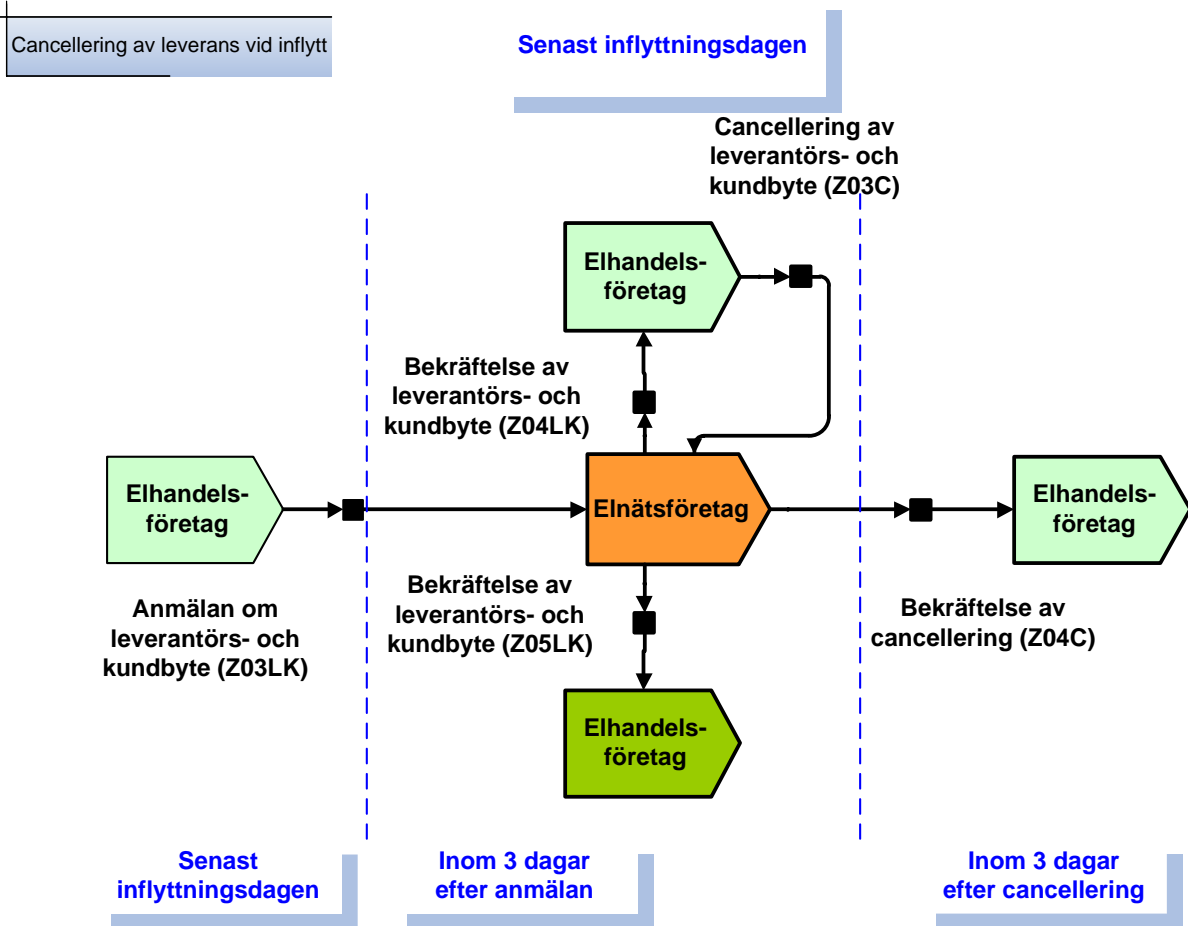 Cancellering av leverans vid inflytt
Senast inflyttningsdagen
Cancellering av
leverantörs- och
kundbyte (Z03C)
Elhandels-
företag
Bekräftelse av
leverantörs- och
kundbyte (Z04LK)
Elhandels-
företag
Elnätsföretag
Elhandels-
företag
Anmälan om
leverantörs- och
kundbyte (Z03LK)
Bekräftelse av
leverantörs- och
kundbyte (Z05LK)
Bekräftelse av
cancellering (Z04C)
Elhandels-
företag
Senast
inflyttningsdagen
Inom 3 dagar
efter anmälan
Inom 3 dagar
efter cancellering